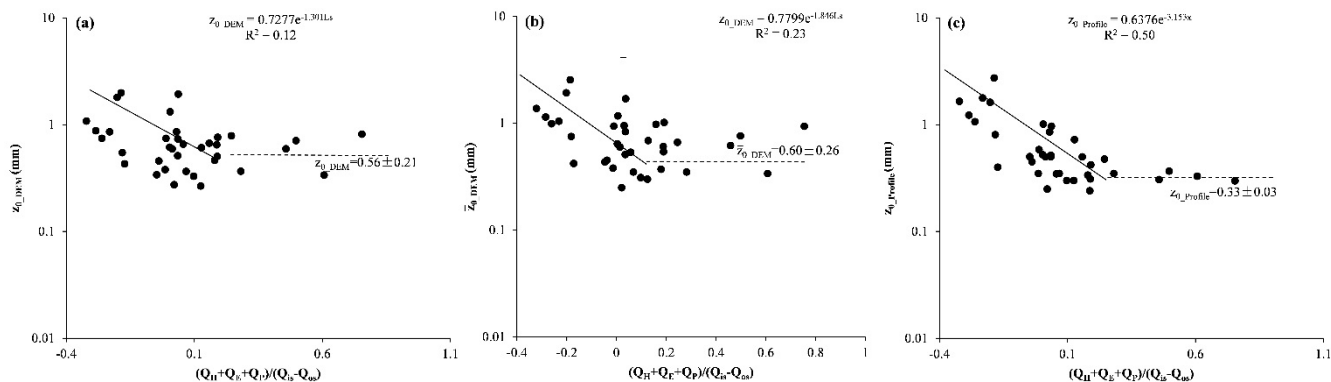 (a)
z0_DEM = 0.7277e-1.391Ls
R2 = 0.12
10
1
0.1
0.01
z0_DEM (mm)
z0_DEM=0.56±0.21
-0.4
0.1
0.6
1.1
(QH+QE+QP)/(Qis-Qos)
(b)
z0_DEM = 0.7799e-1.846Ls
R2 = 0.23
10
1
0.1
0.01
z̄0_DEM (mm)
z̄0_DEM=0.60±0.26
-0.4
-0.2
0
0.2
0.4
0.6
0.8
1
(QH+QE+QP)/(Qis-Qos)
(c)
z0_Profile = 0.6376e-3.153x
R2 = 0.50
10
1
0.1
0.01
z0_Profile (mm)
z0_Profile=0.33±0.03
-0.4
0.1
0.6
1.1
(QH+QE+QP)/(Qis-Qos)